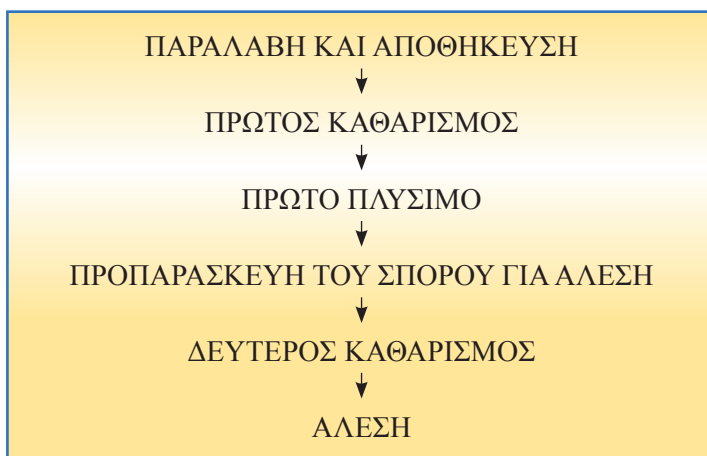 ΠΑΡΑΛΑΒΗ ΚΑΙ ΑΠΟΘΗΚΕΥΣΗ
ΠΡΩΤΟΣ ΚΑΘΑΡΙΣΜΟΣ
ΠΡΩΤΟ ΠΛΥΣΙΜΟ
ΠΡΟΠΑΡΑΣΚΕΥΗ ΤΟΥ ΣΠΟΡΟΥ ΓΙΑ ΑΛΕΣΗ
ΔΕΥΤΕΡΟΣ ΚΑΘΑΡΙΣΜΟΣ
ΑΛΕΣΗ